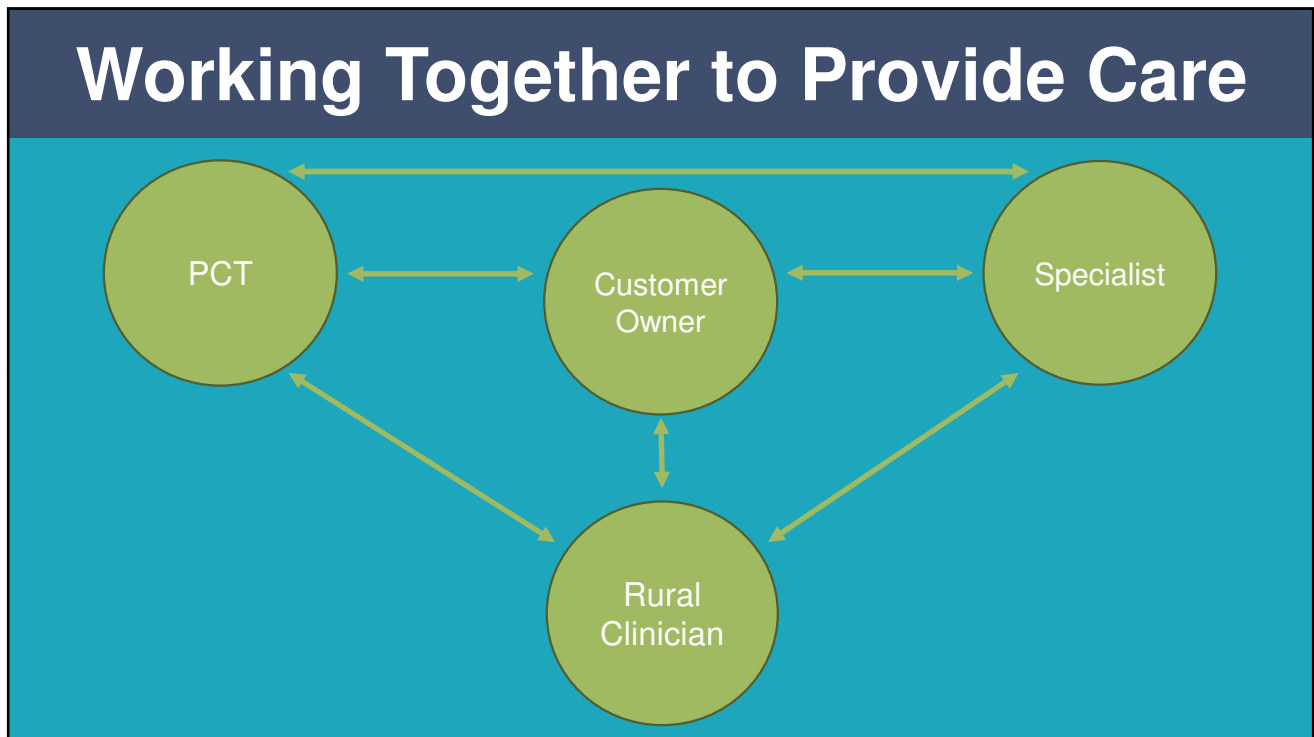 Working Together to Provide Care
PCT
Customer
Owner
Specialist
Rural
Clinician